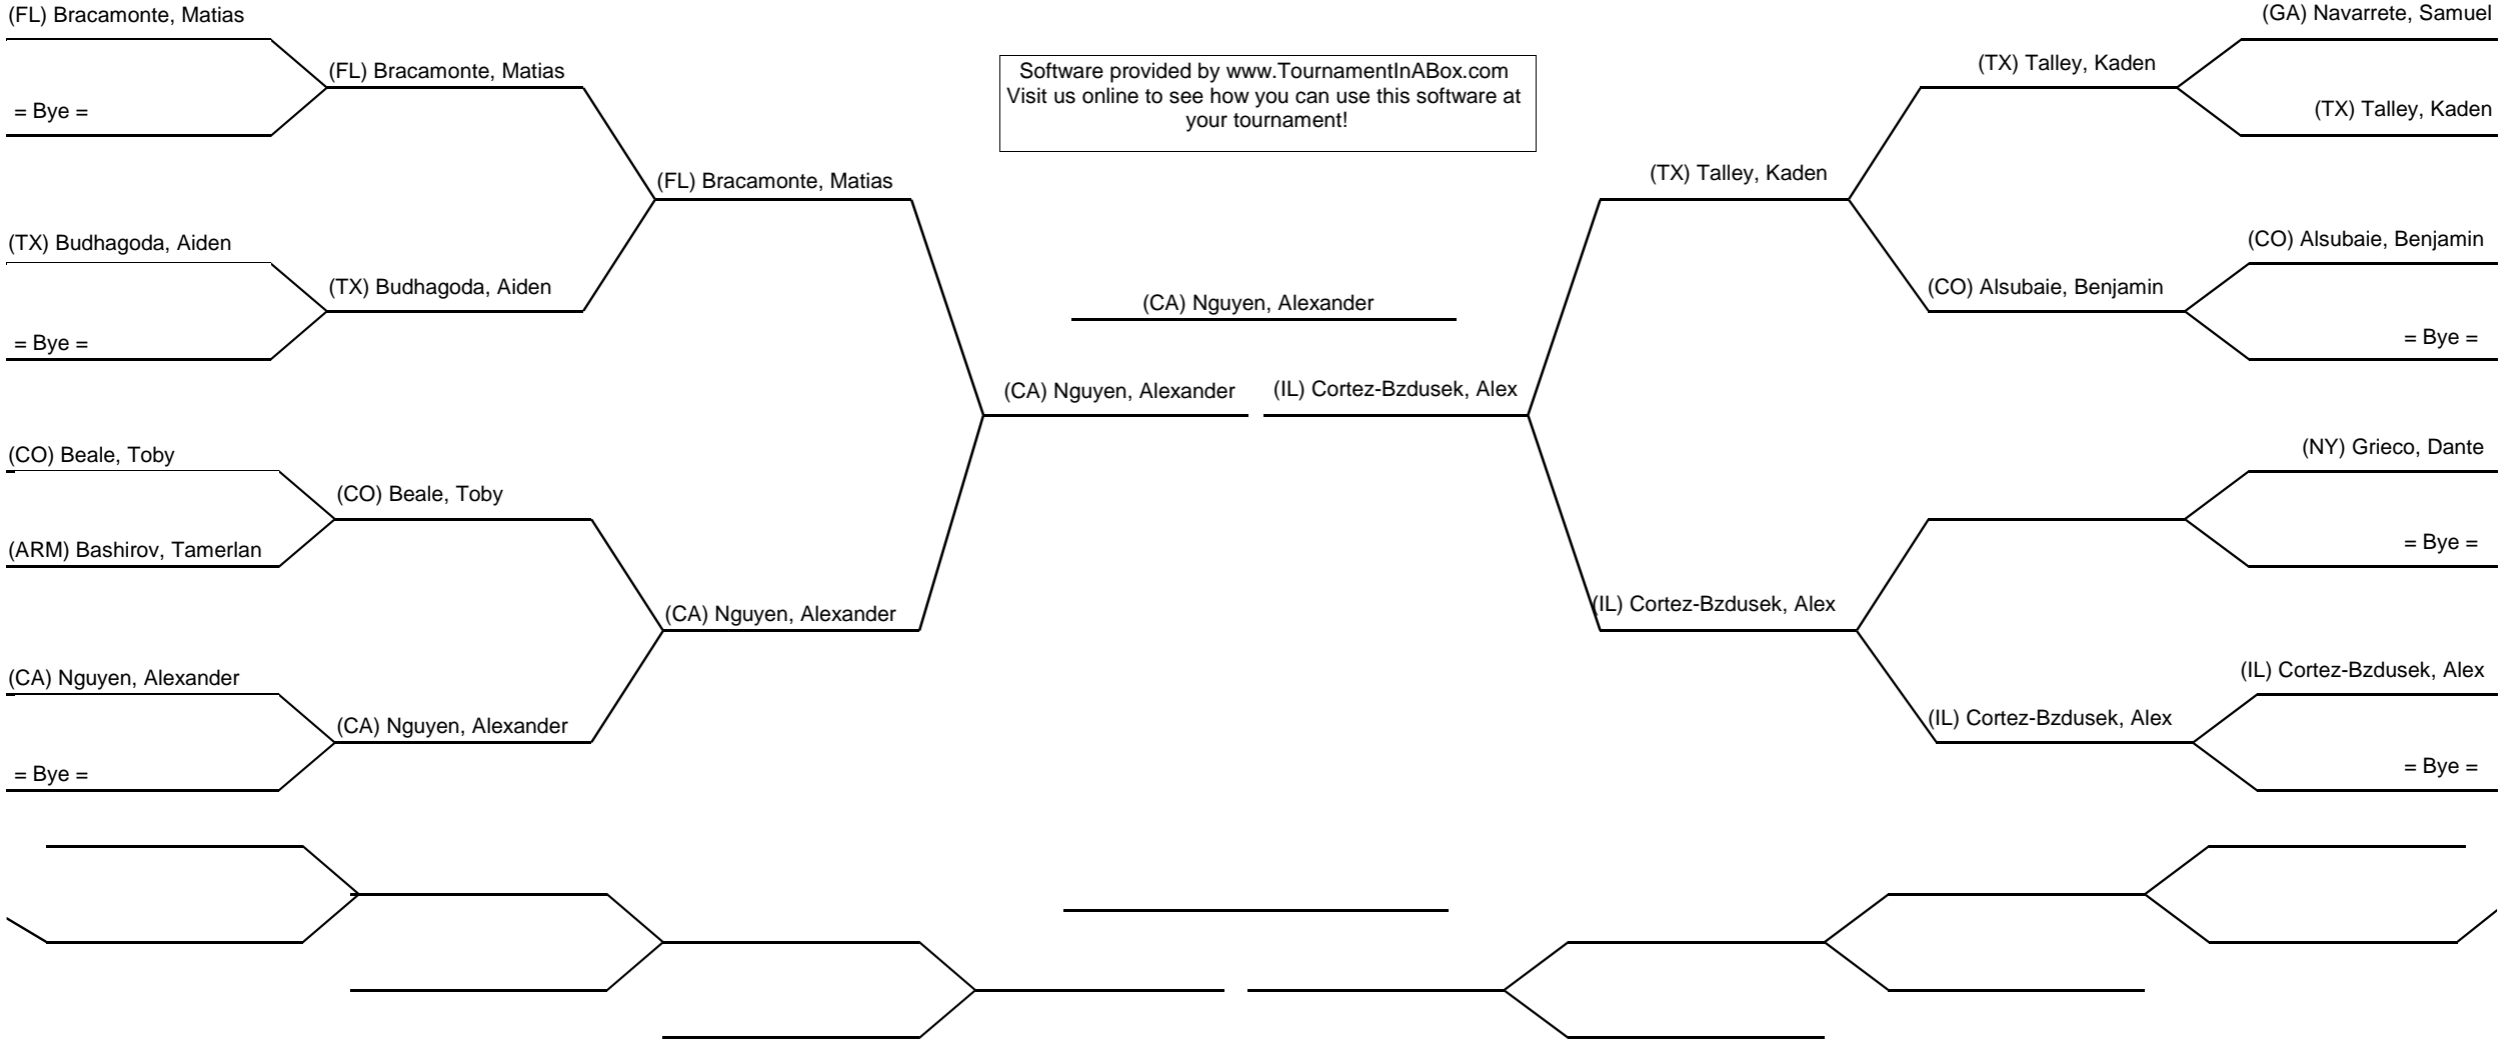 (FL) Bracamonte, Matias
= Bye =
(TX) Budhagoda, Aiden
= Bye =
(CO) Beale, Toby
(ARM) Bashirov, Tamerlan
(CA) Nguyen, Alexander
= Bye =
(FL) Bracamonte, Matias
(TX) Budhagoda, Aiden
(CO) Beale, Toby
(CA) Nguyen, Alexander
(FL) Bracamonte, Matias
(CA) Nguyen, Alexander
Software provided by www.TournamentInABox.com
Visit us online to see how you can use this software at
your tournament!
(CA) Nguyen, Alexander
(CA) Nguyen, Alexander
(IL) Cortez-Bzdusek, Alex
(TX) Talley, Kaden
(IL) Cortez-Bzdusek, Alex
(TX) Talley, Kaden
(CO) Alsubaie, Benjamin
(IL) Cortez-Bzdusek, Alex
(GA) Navarrete, Samuel
(TX) Talley, Kaden
(CO) Alsubaie, Benjamin
= Bye =
(NY) Grieco, Dante
= Bye =
(IL) Cortez-Bzdusek, Alex
= Bye =